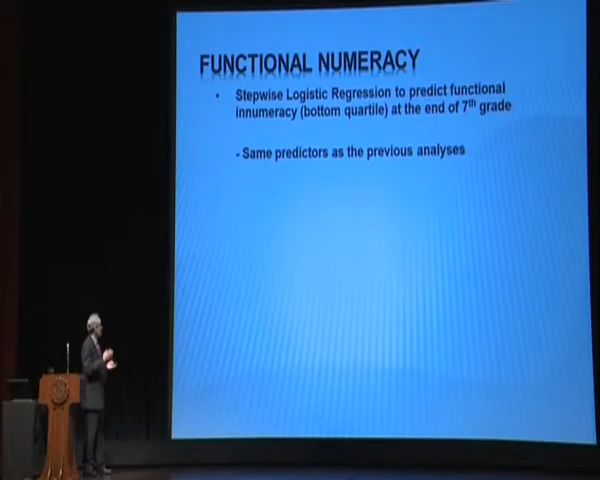 FUNCTIONAL NUMERACY
• Stepwise Logistic Regression to predict functional
innumeracy (bottom quartile) at the end of 7th grade
- Same predictors as the previous analyses